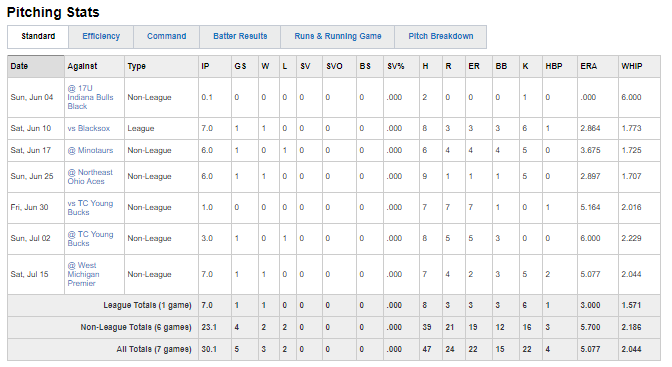 Pitching Stats
Standard Efficiency Command Batter Results Runs & Running Game Pitch Breakdown
Date Against Type IP GS W L SV SVO BS SV% H R ER BB K HBP ERA WHIP
Sun, Jun 04 @ 17U Indiana Bulls Black Non-League 0.1 0 0 0 0 0 0 .000 2 0 0 0 1 0 .000 6.000
Sat, Jun 10 vs Blacksox League 7.0 1 1 0 0 0 0 .000 8 3 3 3 6 1 2.864 1.773
Sat, Jun 17 @ Minotaurs Non-League 6.0 1 0 1 0 0 0 .000 6 4 4 4 5 0 3.675 1.725
Sun, Jun 25 @ Northeast Ohio Aces Non-League 6.0 1 1 0 0 0 0 .000 9 1 1 1 5 0 2.897 1.707
Fri, Jun 30 vs TC Young Bucks Non-League 1.0 0 0 0 0 0 0 .000 7 7 7 1 0 1 5.164 2.016
Sun, Jul 02 @ TC Young Bucks Non-League 3.0 1 0 1 0 0 0 .000 8 5 5 3 0 0 6.000 2.229
Sat, Jul 15 @ West Michigan Premier Non-League 7.0 1 1 0 0 0 0 .000 7 4 2 3 5 2 5.077 2.044
League Totals (1 game) 7.0 1 1 0 0 0 0 .000 8 3 3 3 6 1 3.000 1.571
Non-League Totals (6 games) 23.1 4 2 2 0 0 0 .000 39 21 19 12 16 3 5.700 2.186
All Totals (7 games) 30.1 5 3 2 0 0 0 .000 47 24 22 15 22 4 5.077 2.044